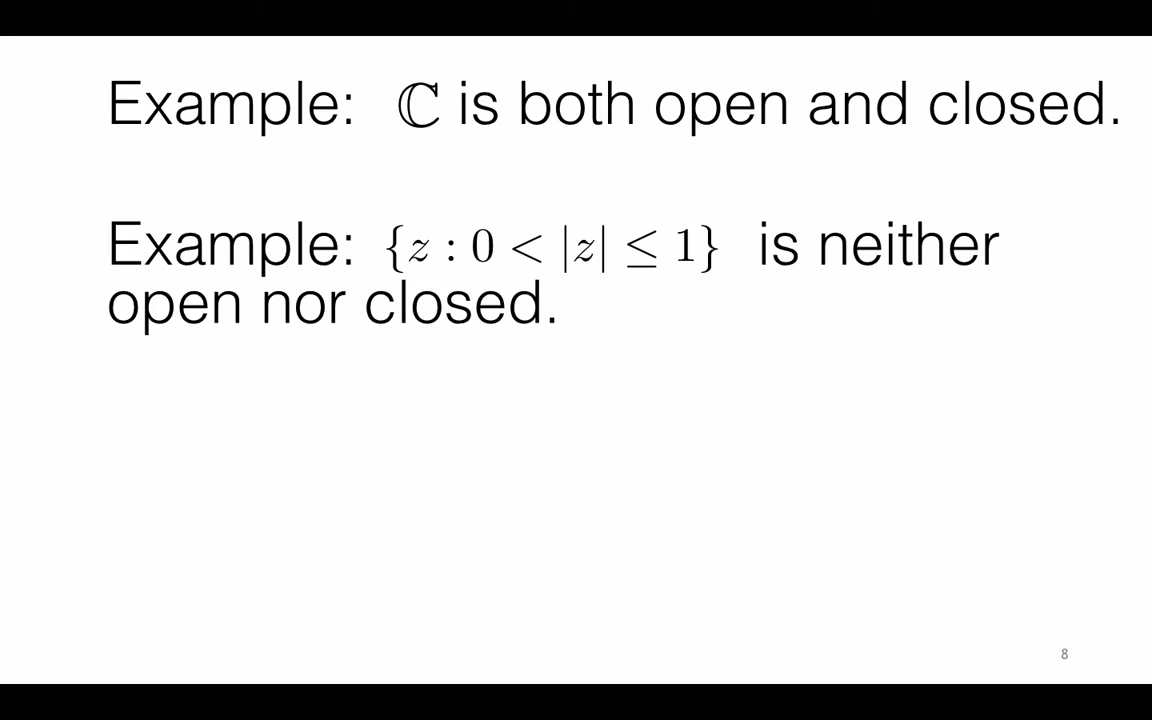 Example: ℂ is both open and closed.
Example: {z : 0 < |z| ≤ 1} is neither
open nor closed.
8